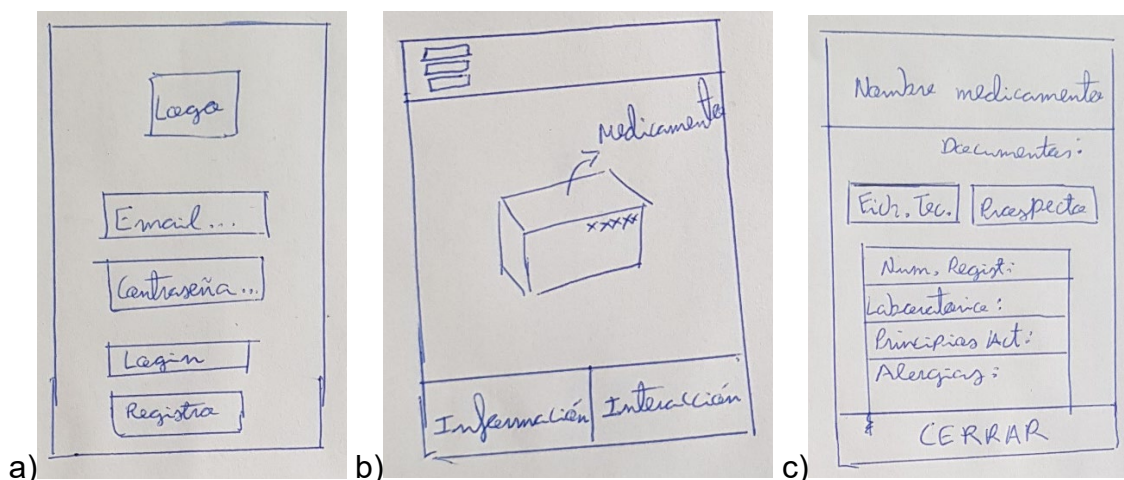 Logo
Email...
Contraseña...
Login
Registro
a)
Medicamento
xxxxx
Información
Interacción
b)
Nombre medicamento
Documentos:
Fich. Tec.
Prospecto
Num. Regist:
Laboratorio:
Principios Act:
Alergias:
CERRAR
c)